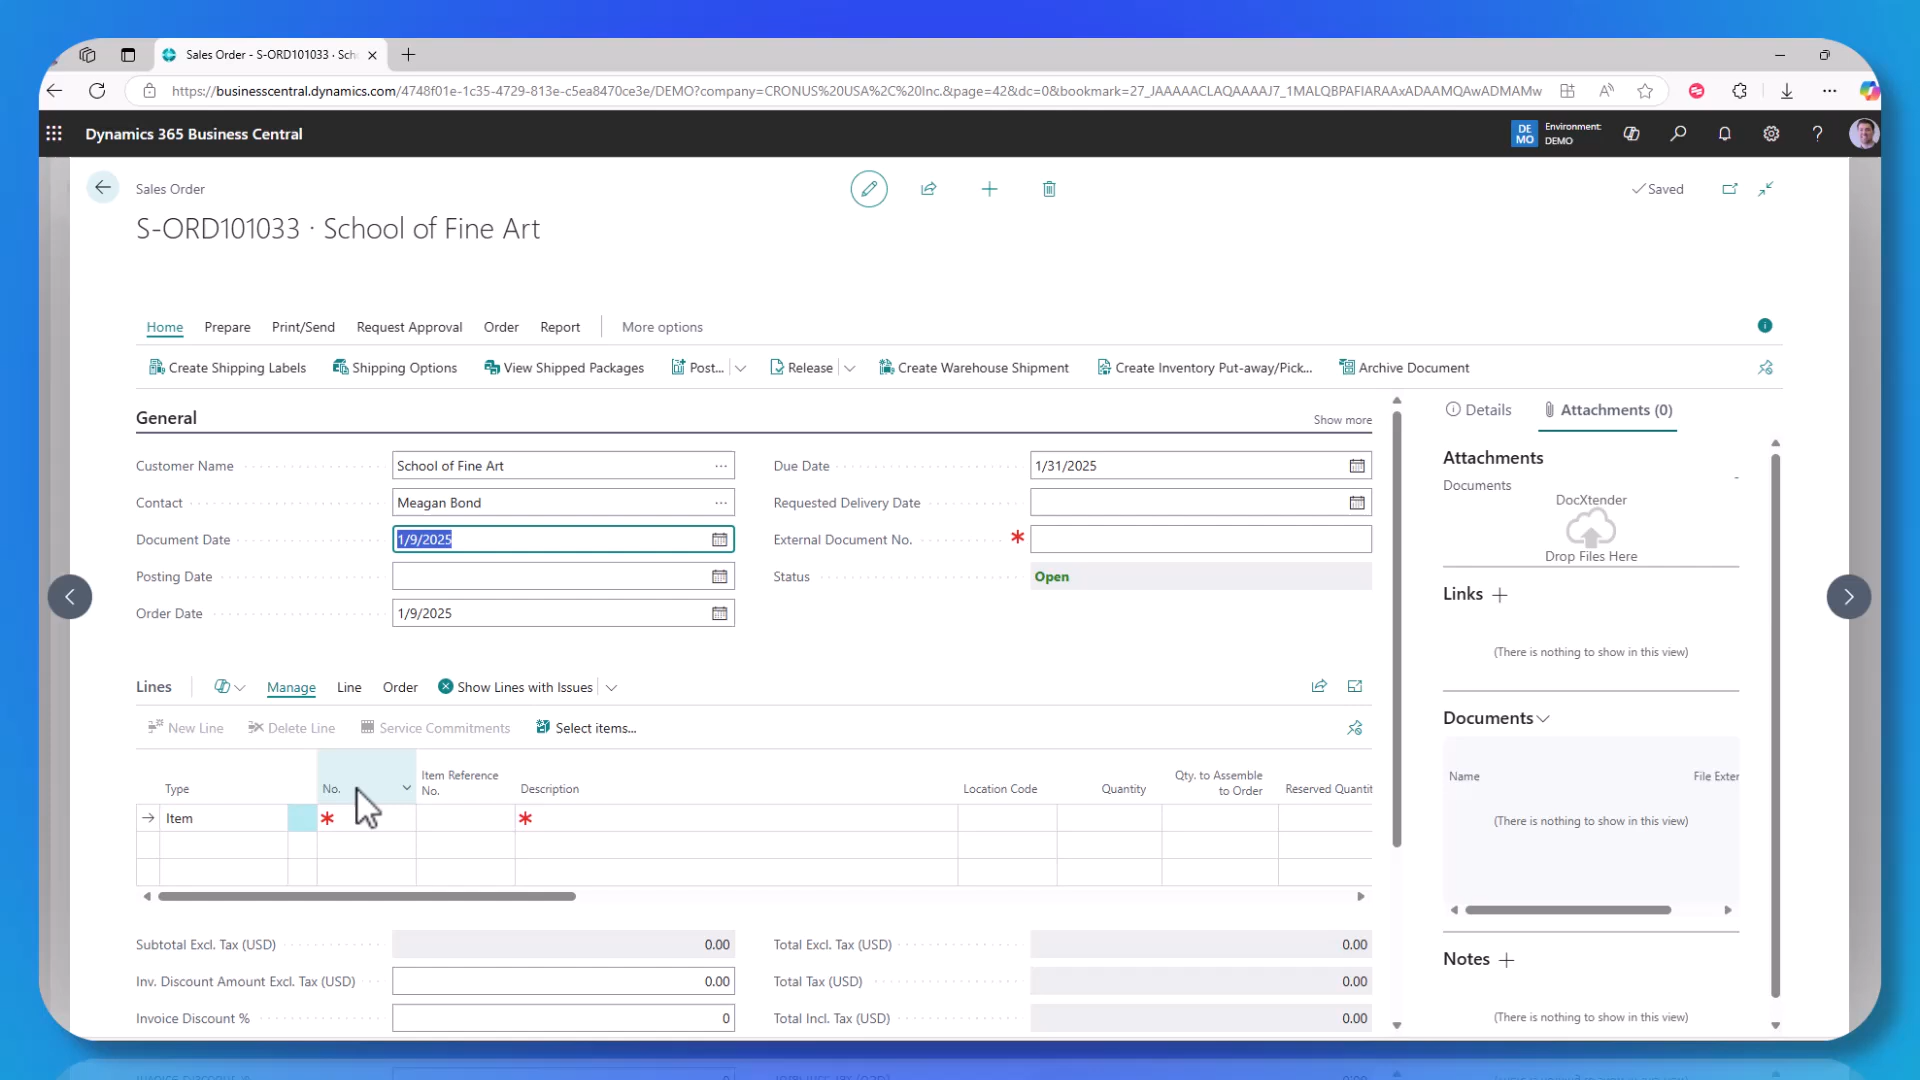 Sales Order - S-ORD101033 · Scho
https://businesscentral.dynamics.com/4748f01e-1c35-4729-813e-c5ea8470ce3e/DEMO?company=CRONUS%20USA%2C%20Inc.&page=42&dc=0&bookmark=27_JAAAAACLAQAAAAJ7_1MALQBPAFIARAAxADAAMQAwADMAMw
Dynamics 365 Business Central
DE MO
Environment:
DEMO
Sales Order
Saved
S-ORD101033 · School of Fine Art
Home Prepare Print/Send Request Approval Order Report More options
Create Shipping Labels Shipping Options View Shipped Packages Post... Release Create Warehouse Shipment Create Inventory Put-away/Pick... Archive Document
General Show more
Details Attachments (0)
Customer Name School of Fine Art Due Date 1/31/2025
Contact Meagan Bond Requested Delivery Date
Document Date 1/9/2025 External Document No. *
Posting Date Status Open
Order Date 1/9/2025
Attachments
Documents -
DocXtender
Drop Files Here
Links +
(There is nothing to show in this view)
Lines Manage Line Order Show Lines with Issues
New Line Delete Line Service Commitments Select items...
Type No. Item Reference No. Description Location Code Quantity Qty. to Assemble to Order Reserved Quantit
Item * *
Documents
Name File Exter
(There is nothing to show in this view)
Subtotal Excl. Tax (USD) 0.00 Total Excl. Tax (USD) 0.00
Inv. Discount Amount Excl. Tax (USD) 0.00 Total Tax (USD) 0.00
Invoice Discount % 0 Total Incl. Tax (USD) 0.00
Notes +
(There is nothing to show in this view)